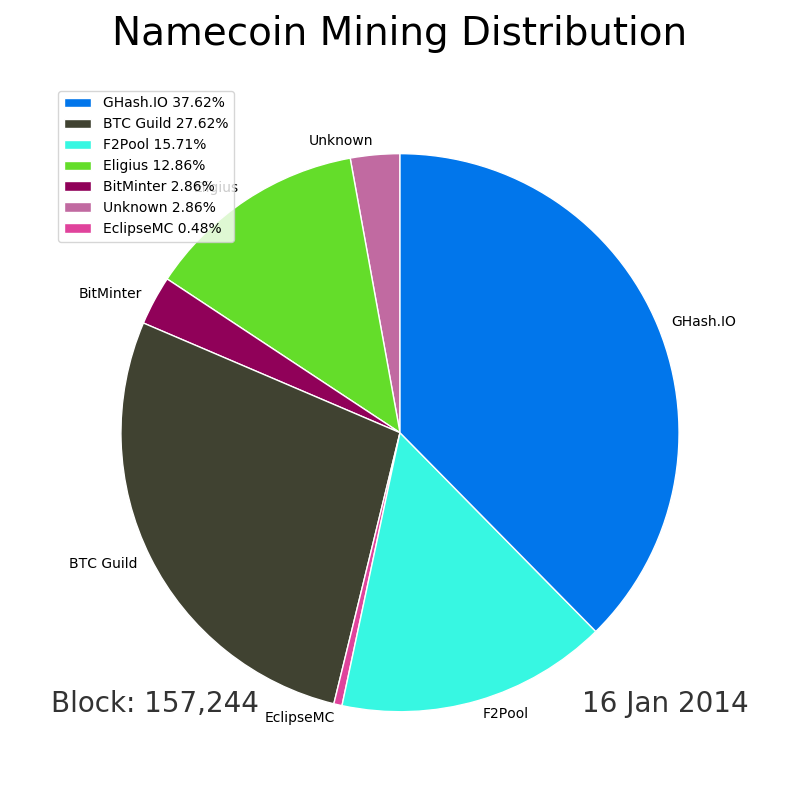 Namecoin Mining Distribution
GHash.IO 37.62%
BTC Guild 27.62%
F2Pool 15.71%
Eligius 12.86%
BitMinter 2.86%
Unknown 2.86%
EclipseMC 0.48%
Unknown
BitMinter
GHash.IO
BTC Guild
Block: 157,244
EclipseMC
F2Pool
16 Jan 2014